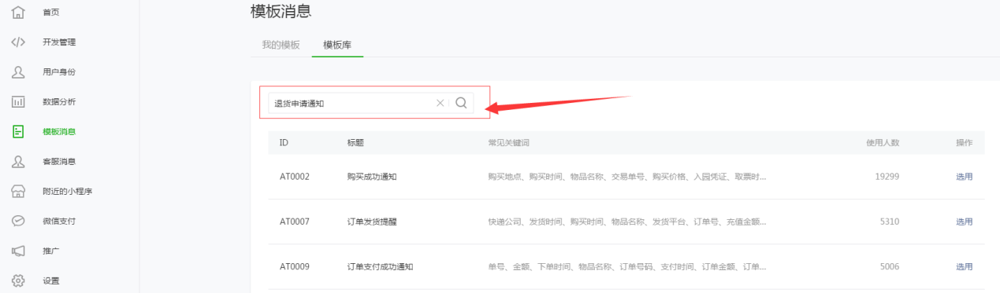 模板消息
首页
开发管理
用户身份
数据分析
模板消息
客服消息
附近的小程序
微信支付
推广
设置
我的模板 模板库
退货申请通知
ID 标题 常见关键词 使用人数 操作
AT0002 购买成功通知 购买地点、购买时间、物品名称、交易单号、购买价格、入园凭证、取票时... 19299 选用
AT0007 订单发货提醒 快递公司、发货时间、购买时间、物品名称、发货平台、订单号、充值金额... 5310 选用
AT0009 订单支付成功通知 单号、金额、下单时间、物品名称、订单号码、支付时间、订单金额、订单... 5006 选用